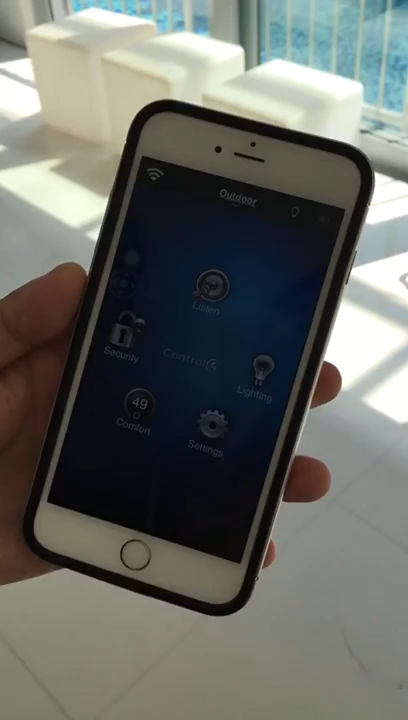 Outdoor
Listen
Security
Control4
Lighting
49
Comfort
Settings